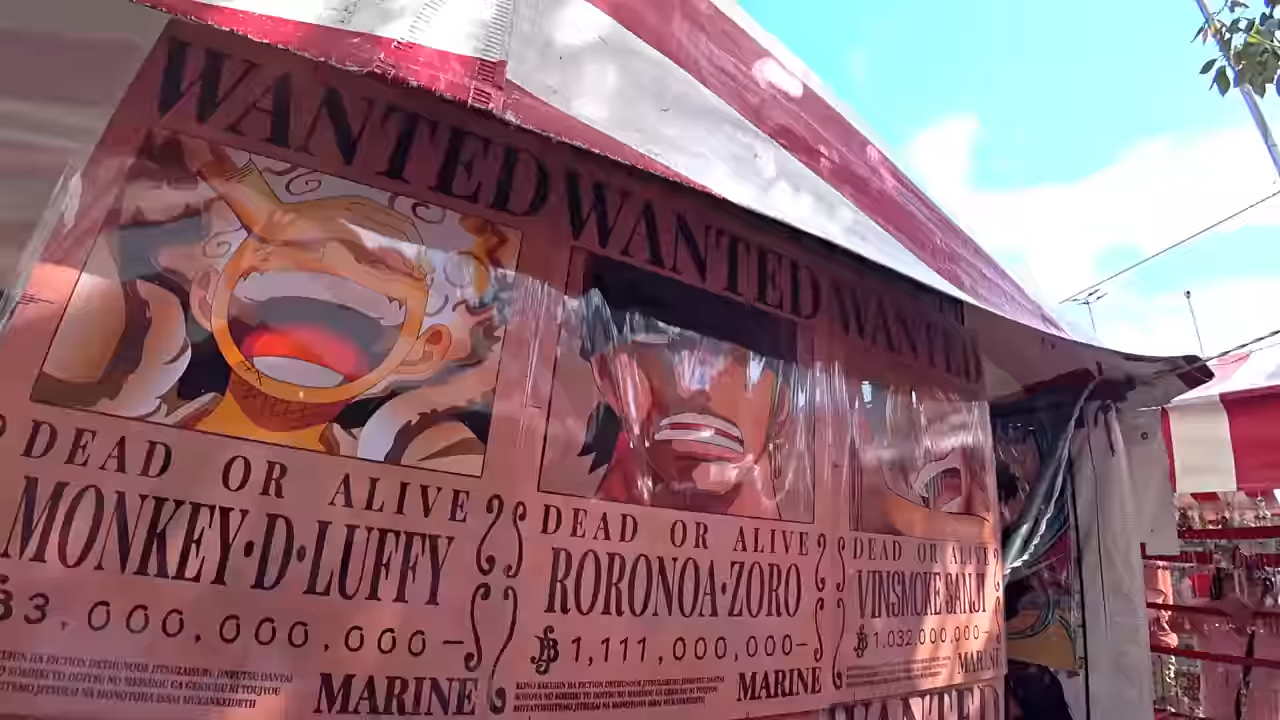 WANTED
DEAD OR ALIVE
MONKEY·D·LUFFY
฿3,000,000,000-
MARINE
WANTED
DEAD OR ALIVE
RORONOA·ZORO
฿1,111,000,000-
MARINE
WANTED
DEAD OR ALIVE
VINSMOKE SANJI
฿1,032,000,000-
MARINE
WANTED